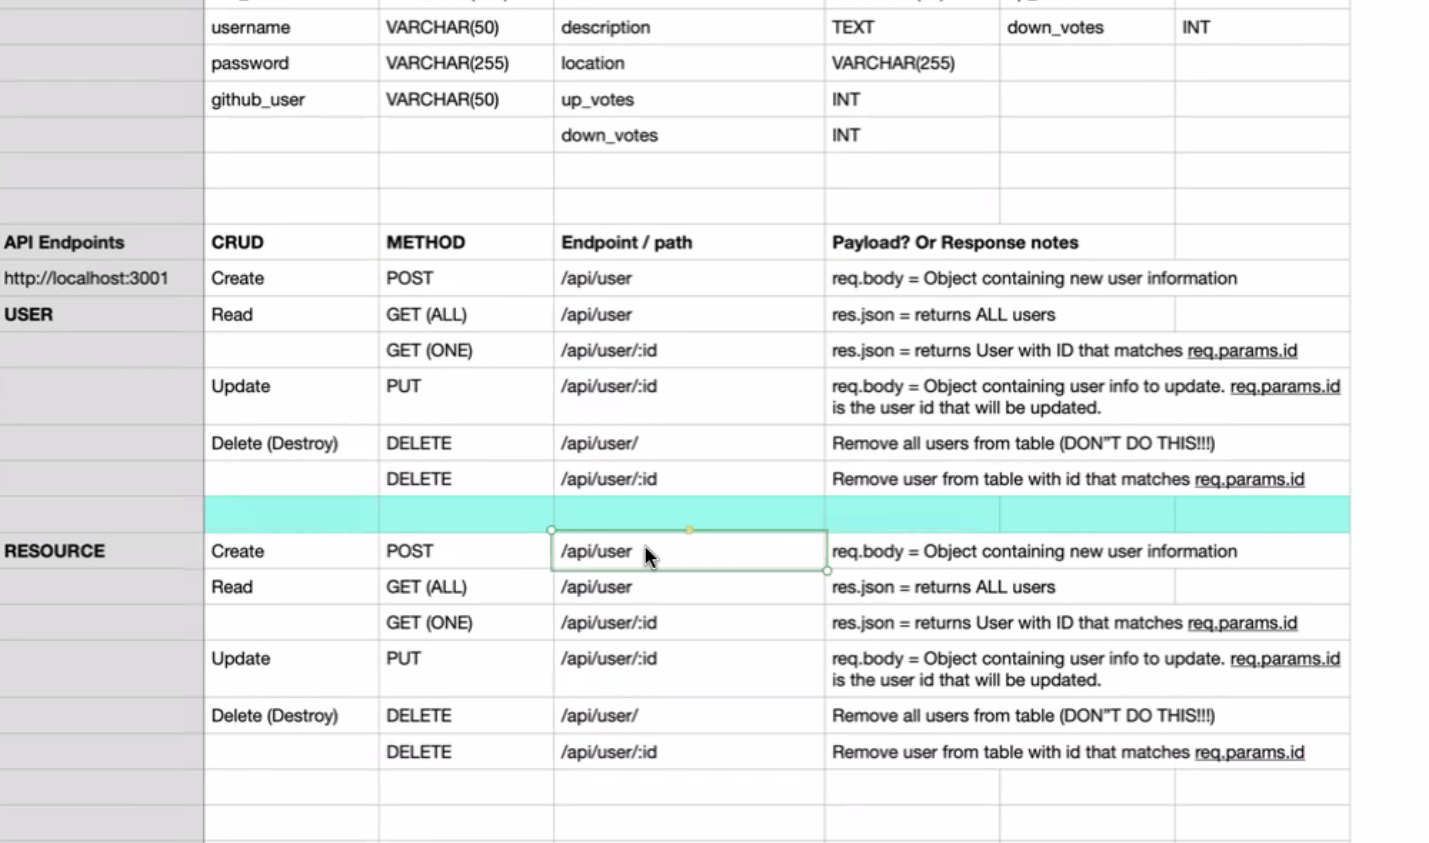 username VARCHAR(50) description TEXT down_votes INT
password VARCHAR(255) location VARCHAR(255)
github_user VARCHAR(50) up_votes INT
down_votes INT
API Endpoints CRUD METHOD Endpoint / path Payload? Or Response notes
http://localhost:3001 Create POST /api/user req.body = Object containing new user information
USER Read GET (ALL) /api/user res.json = returns ALL users
GET (ONE) /api/user/:id res.json = returns User with ID that matches req.params.id
Update PUT /api/user/:id req.body = Object containing user info to update. req.params.id
is the user id that will be updated.
Delete (Destroy) DELETE /api/user/ Remove all users from table (DON"T DO THIS!!!)
DELETE /api/user/:id Remove user from table with id that matches req.params.id
RESOURCE Create POST /api/user req.body = Object containing new user information
Read GET (ALL) /api/user res.json = returns ALL users
GET (ONE) /api/user/:id res.json = returns User with ID that matches req.params.id
Update PUT /api/user/:id req.body = Object containing user info to update. req.params.id
is the user id that will be updated.
Delete (Destroy) DELETE /api/user/ Remove all users from table (DON"T DO THIS!!!)
DELETE /api/user/:id Remove user from table with id that matches req.params.id